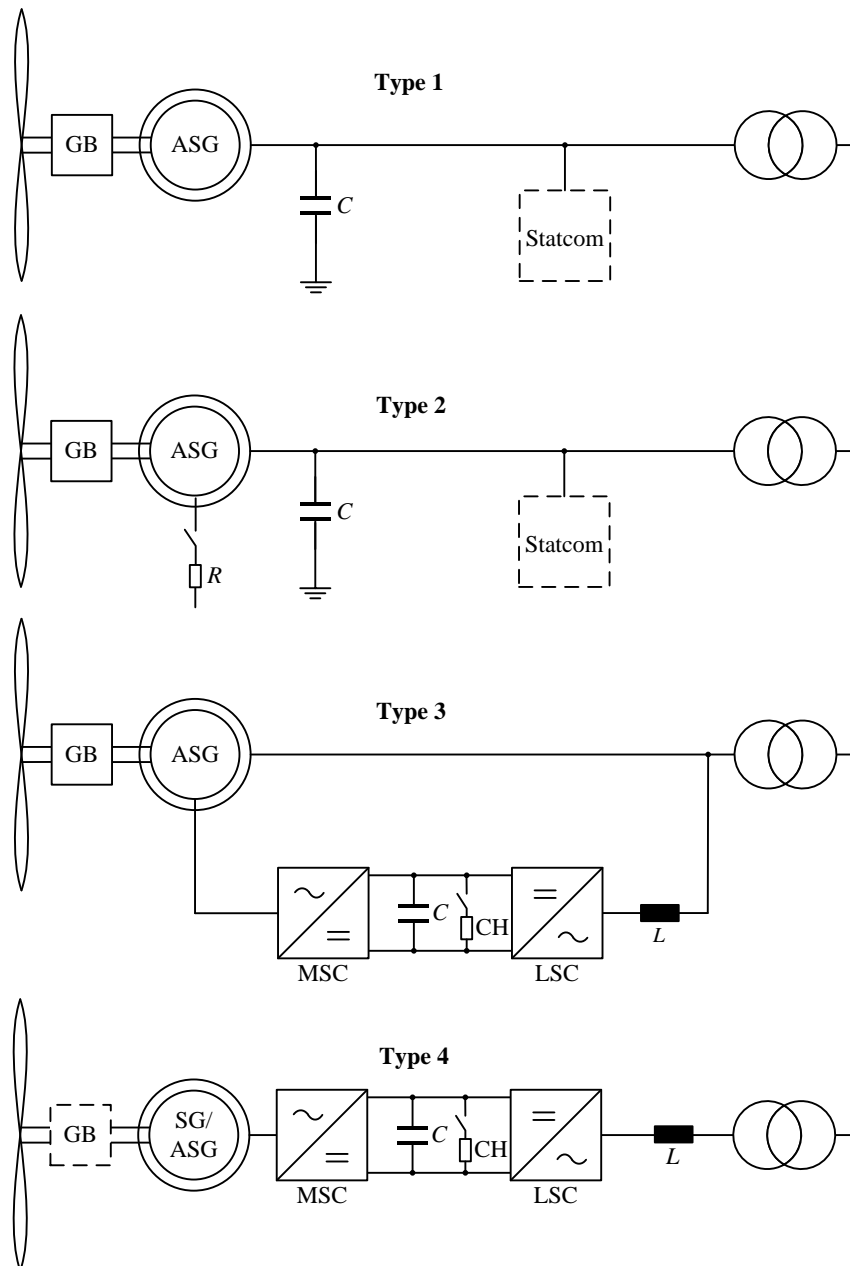 Type 1
GB
ASG
C
Statcom
Type 2
GB
ASG
C
Statcom
R
Type 3
GB
ASG
C
CH
L
MSC
LSC
Type 4
GB
SG/
ASG
C
CH
L
MSC
LSC